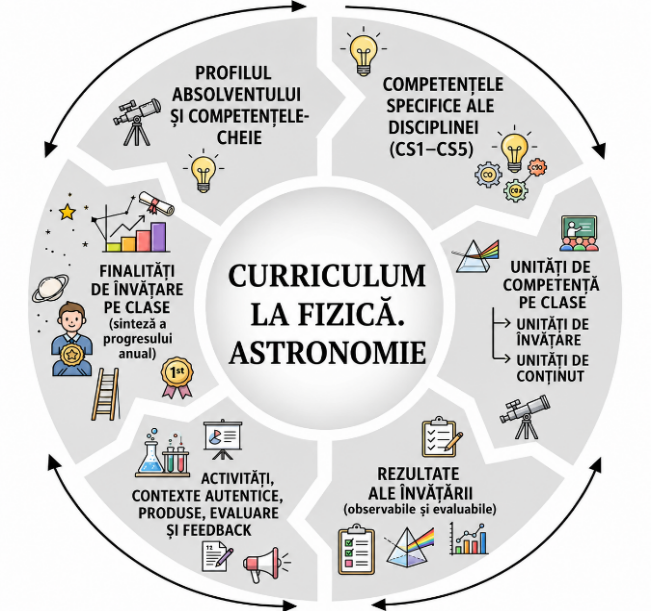 PROFILUL
ABSOLVENTULUI
ȘI COMPETENȚELE-
CHEIE
COMPETENȚELE
SPECIFICE ALE
DISCIPLINEI
(CS1–CS5)
UNITĂȚI DE
COMPETENȚĂ
PE CLASE
UNITĂȚI DE
ÎNVĂȚARE
UNITĂȚI DE
CONȚINUT
REZULTATE
ALE ÎNVĂȚĂRII
(observabile și evaluabile)
ACTIVITĂȚI,
CONTEXTE AUTENTICE,
PRODUSE, EVALUARE
ȘI FEEDBACK
FINALITĂȚI
DE ÎNVĂȚARE
PE CLASE
(sinteză a
progresului
anual)
1st
CURRICULUM
LA FIZICĂ.
ASTRONOMIE